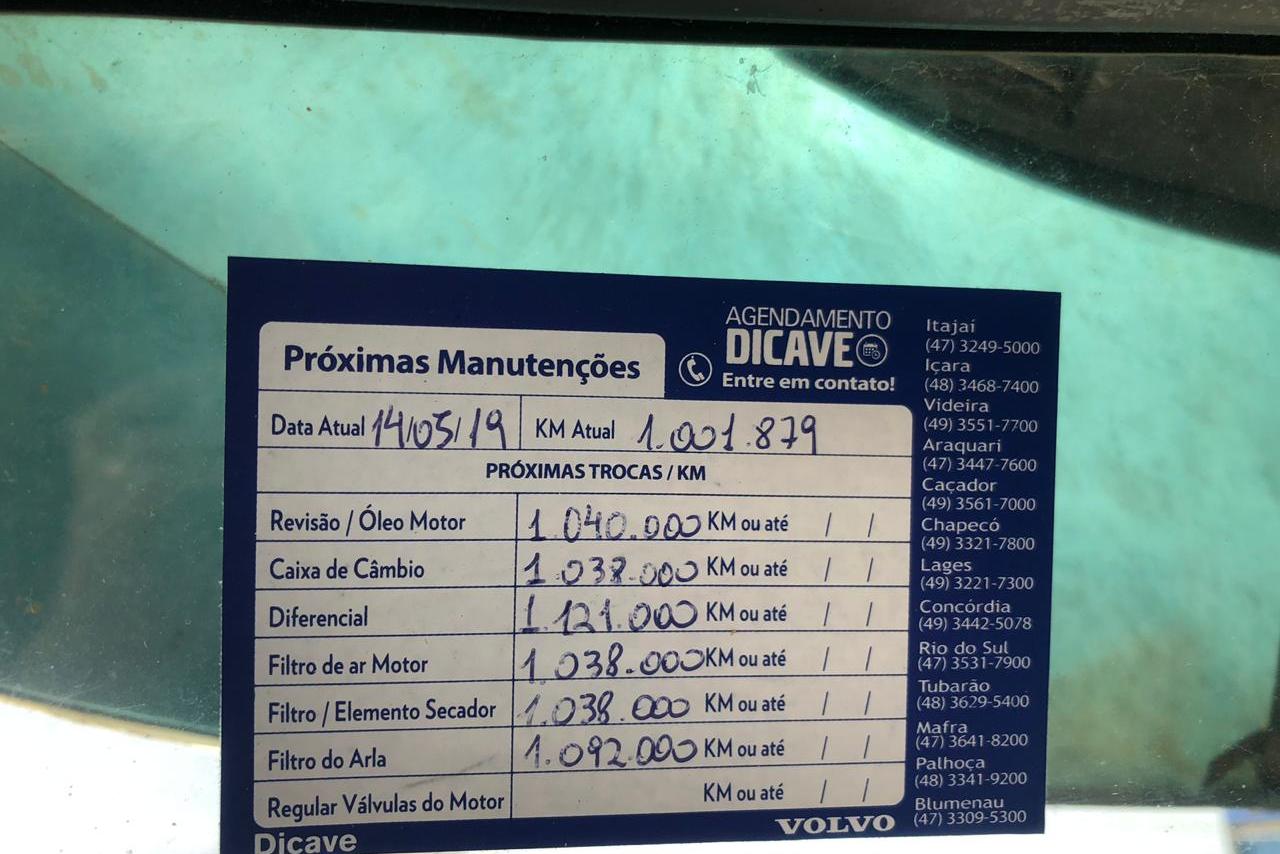 AGENDAMENTO
DICAVE
Entre em contato!
Próximas Manutenções
Data Atual 14/05/19 KM Atual 1.001.879
PRÓXIMAS TROCAS / KM
Revisão / Óleo Motor 1.040.000 KM ou até / /
Caixa de Câmbio 1.038.000 KM ou até / /
Diferencial 1.121.000 KM ou até / /
Filtro de ar Motor 1.038.000 KM ou até / /
Filtro / Elemento Secador 1.038.000 KM ou até / /
Filtro do Arla 1.092.000 KM ou até / /
Regular Válvulas do Motor KM ou até / /
Dicave
VOLVO
Itajaí
(47) 3249-5000
Içara
(48) 3468-7400
Videira
(49) 3551-7700
Araquari
(47) 3447-7600
Caçador
(49) 3561-7000
Chapecó
(49) 3321-7800
Lages
(49) 3221-7300
Concórdia
(49) 3442-5078
Rio do Sul
(47) 3531-7900
Tubarão
(48) 3629-5400
Mafra
(47) 3641-8200
Palhoça
(48) 3341-9200
Blumenau
(47) 3309-5300